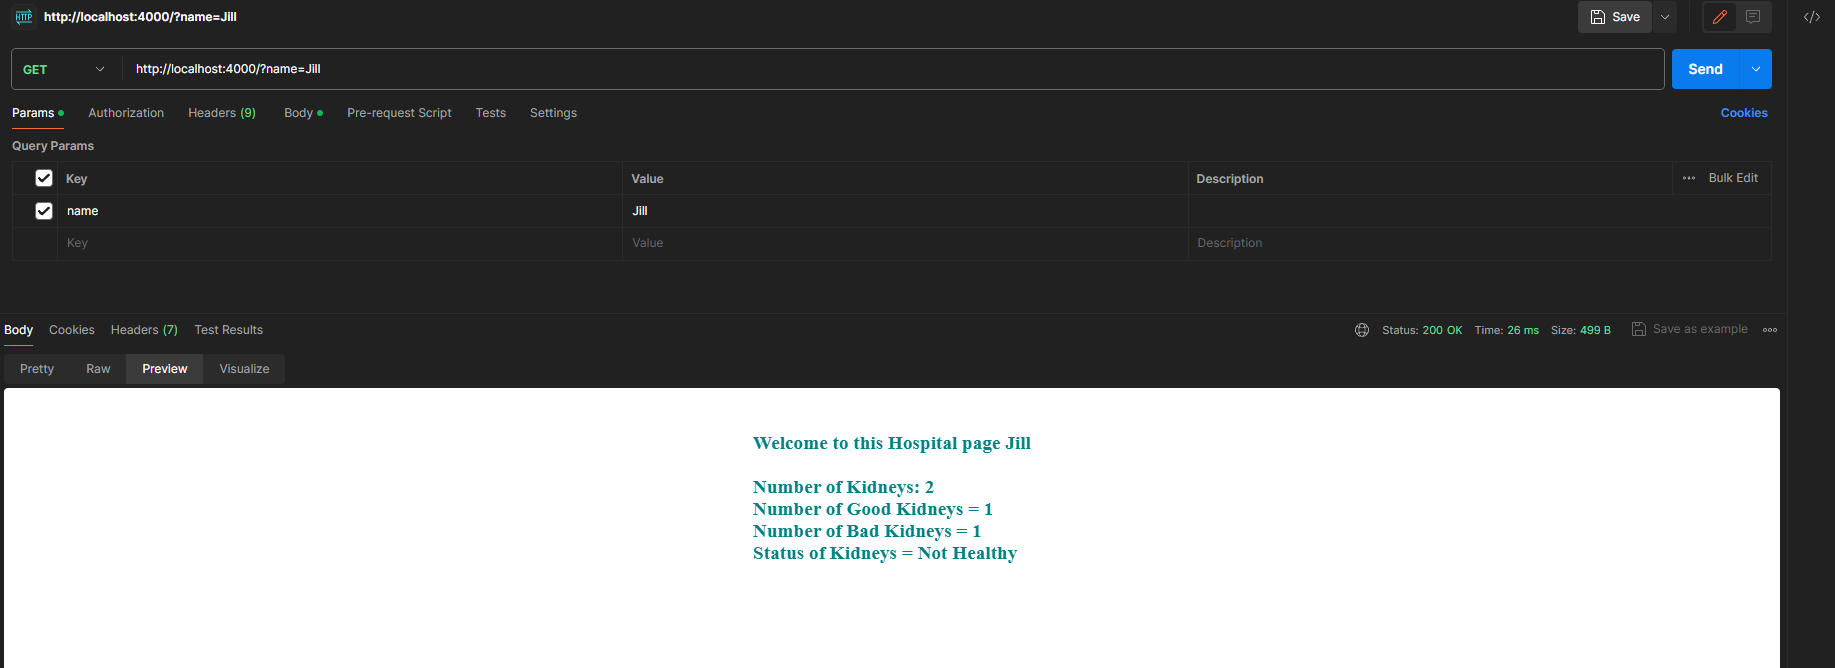 HTTP http://localhost:4000/?name=Jill Save
GET http://localhost:4000/?name=Jill Send
Params Authorization Headers (9) Body Pre-request Script Tests Settings Cookies
Query Params
Key Value Description Bulk Edit
name Jill
Key Value Description
Body Cookies Headers (7) Test Results Status: 200 OK Time: 26 ms Size: 499 B Save as example
Pretty Raw Preview Visualize
Welcome to this Hospital page Jill
Number of Kidneys: 2
Number of Good Kidneys = 1
Number of Bad Kidneys = 1
Status of Kidneys = Not Healthy